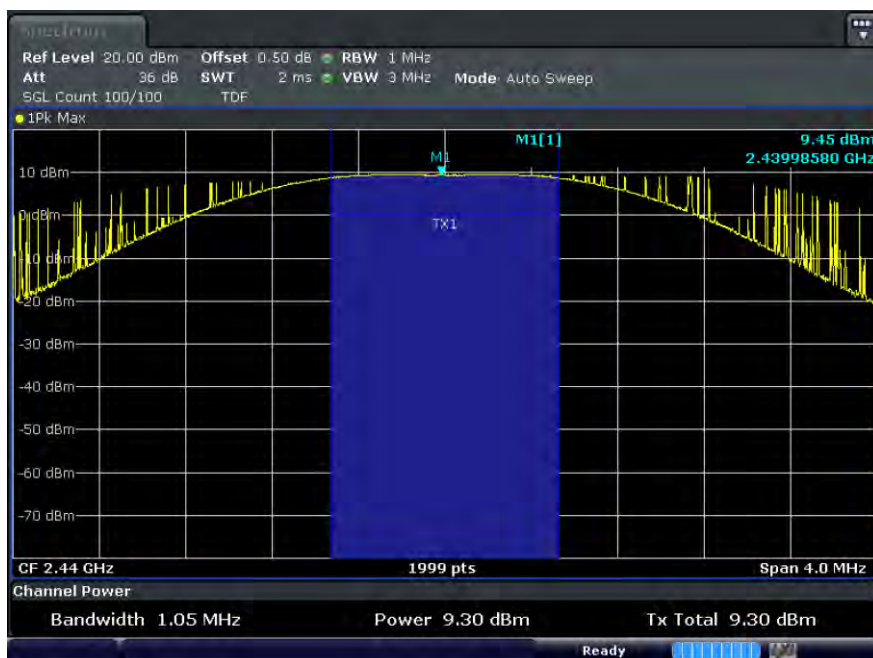 Spectrum
Ref Level 20.00 dBm Offset 0.50 dB RBW 1 MHz
Att 36 dB SWT 2 ms VBW 3 MHz Mode Auto Sweep
SGL Count 100/100 TDF
1Pk Max
M1[1] 9.45 dBm
2.43998580 GHz
M1
10 dBm
0 dBm
TX1
-10 dBm
-20 dBm
-30 dBm
-40 dBm
-50 dBm
-60 dBm
-70 dBm
CF 2.44 GHz 1999 pts Span 4.0 MHz
Channel Power
Bandwidth 1.05 MHz Power 9.30 dBm Tx Total 9.30 dBm
Ready